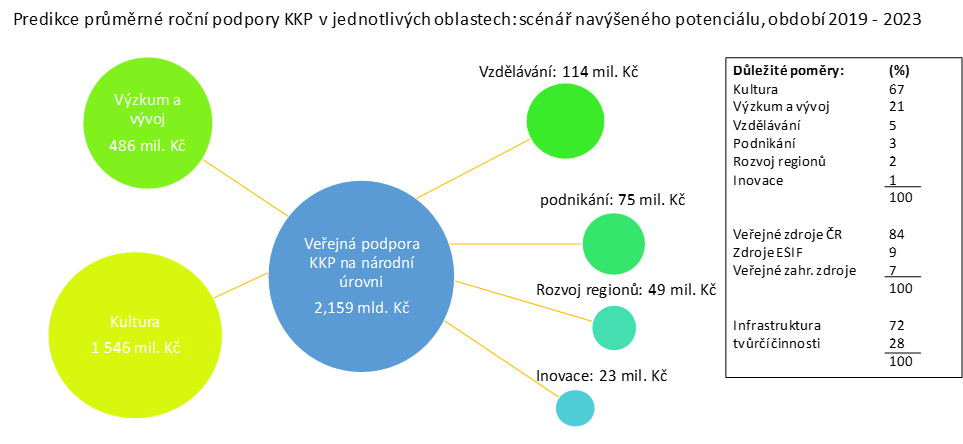 Predikce průměrné roční podpory KKP v jednotlivých oblastech: scénář navýšeného potenciálu, období 2019 - 2023
Výzkum a
vývoj
486 mil. Kč
Kultura
1 546 mil. Kč
Veřejná podpora
KKP na národní
úrovni
2,159 mld. Kč
Vzdělávání: 114 mil. Kč
podnikání: 75 mil. Kč
Rozvoj regionů: 49 mil. Kč
Inovace: 23 mil. Kč
Důležité poměry: (%)
Kultura 67
Výzkum a vývoj 21
Vzdělávání 5
Podnikání 3
Rozvoj regionů 2
Inovace 1
100
Veřejné zdroje ČR 84
Zdroje EŠIF 9
Veřejné zahr. zdroje 7
100
Infrastruktura 72
tvůrčí činnosti 28
100